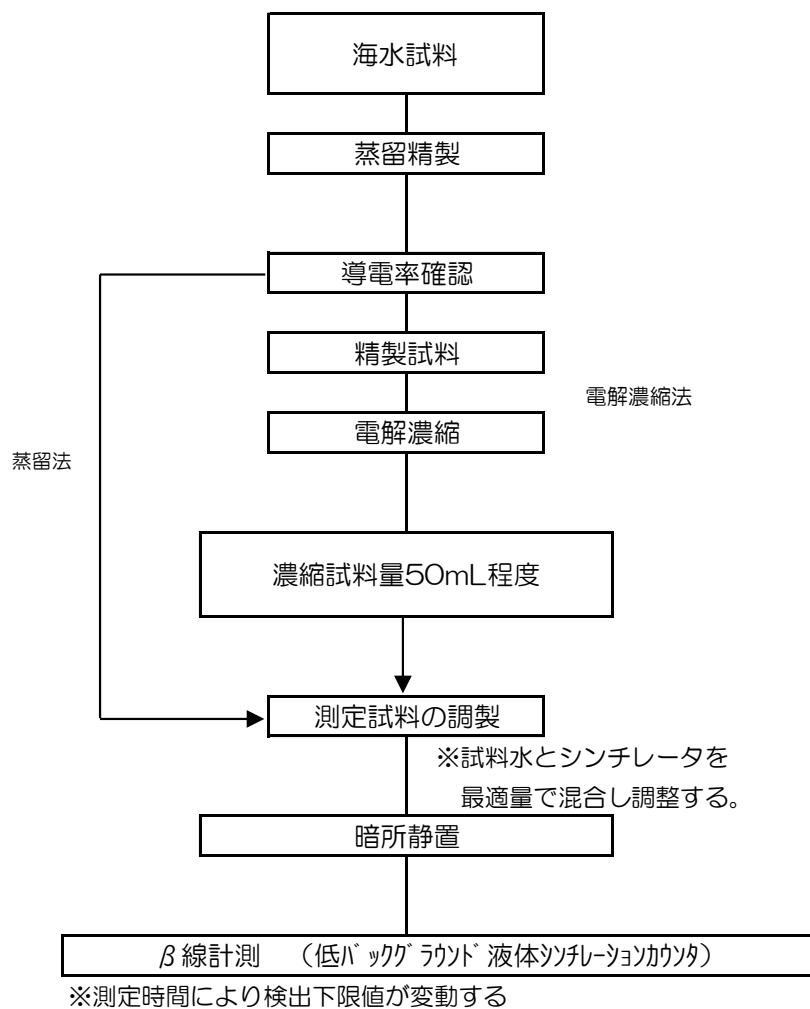 海水試料
蒸留精製
導電率確認
精製試料
電解濃縮法
電解濃縮
蒸留法
濃縮試料量50mL程度
測定試料の調製
※試料水とシンチレータを
最適量で混合し調整する。
暗所静置
β線計測　（低ﾊﾞｯｸｸﾞﾗｳﾝﾄﾞ液体ｼﾝﾁﾚｰｼｮﾝｶｳﾝﾀ）
※測定時間により検出下限値が変動する